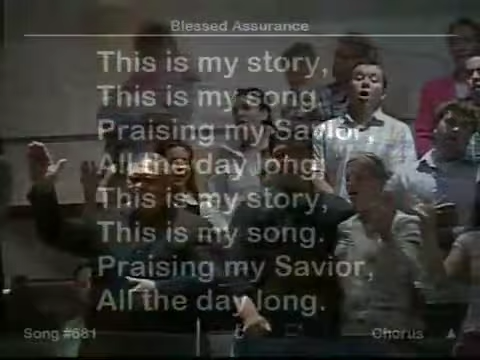 Blessed Assurance
This is my story,
This is my song.
Praising my Savior
All the day long.
This is my story,
This is my song.
Praising my Savior,
All the day long.
Song #681
Chorus